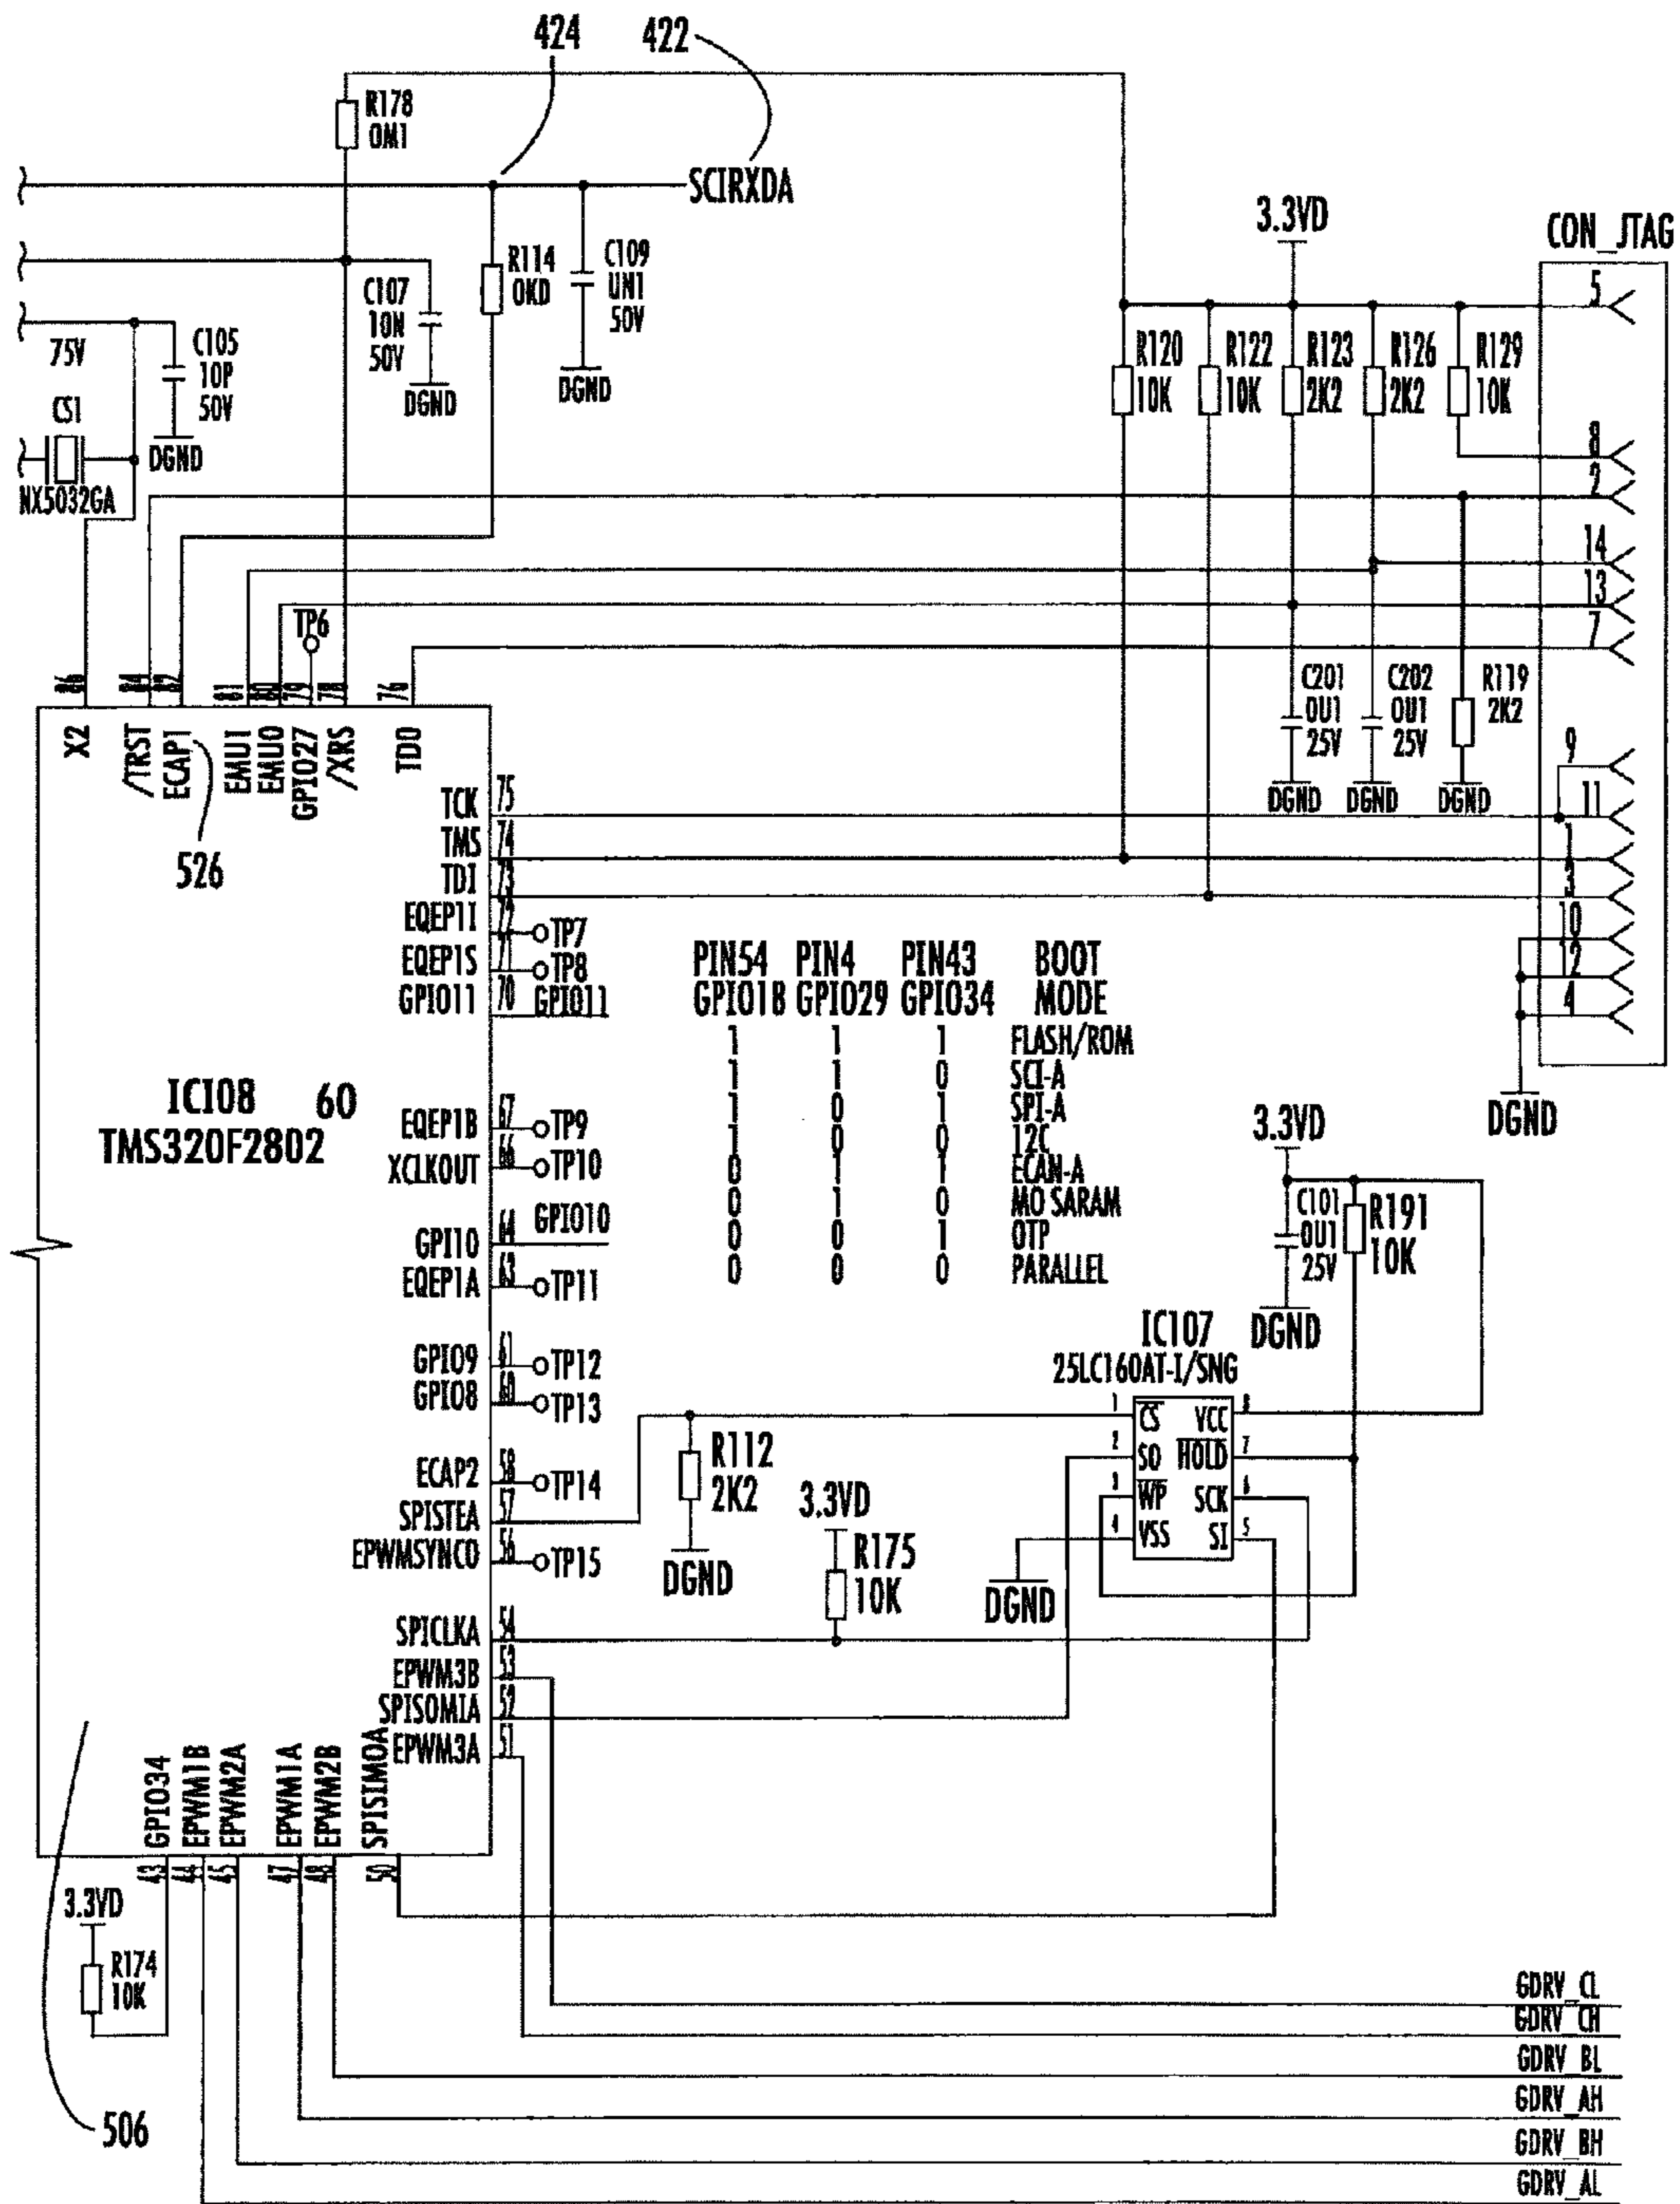 424
422
R178
0M1
SCIRXDA
3.3VD
CON_JTAG
R114
0KD
C109
UN1
50V
C107
10N
50V
DGND
DGND
75V
C105
10P
50V
DGND
CS1
NX5032GA
R120
10K
R122
10K
R123
2K2
R126
2K2
R129
10K
5
8
2
14
13
7
9
11
1
3
10
12
4
TP6
86
84
82
81
80
79
78
76
X2
/TRST
ECAP1
EMU1
EMU0
GPIO27
/XRS
TDO
526
C201
0U1
25V
DGND
C202
0U1
25V
DGND
R119
2K2
DGND
DGND
TCK 75
TMS 74
TDI 73
EQEP1I 72 TP7
EQEP1S 71 TP8
GPIO11 70 GPIO11
IC108 60
TMS320F2802
EQEP1B 67 TP9
XCLKOUT 66 TP10
GPI10 64 GPIO10
EQEP1A 63 TP11
GPIO9 61 TP12
GPIO8 60 TP13
ECAP2 58 TP14
SPISTEA 57
EPWMSYNCO 56 TP15
SPICLKA 54
EPWM3B 53
SPISOMIA 52
EPWM3A 51
PIN54 PIN4 PIN43 BOOT
GPIO18 GPIO29 GPIO34 MODE
1 1 1 FLASH/ROM
1 1 0 SCI-A
1 0 1 SPI-A
1 0 0 12C
0 1 1 ECAN-A
0 1 0 MO SARAM
0 0 1 OTP
0 0 0 PARALLEL
3.3VD
C101
0U1
25V
DGND
R191
10K
IC107
25LC160AT-I/SNG
1 CS VCC 8
2 SO HOLD 7
3 WP SCK 6
4 VSS SI 5
DGND
R112
2K2
DGND
3.3VD
R175
10K
GPIO34
EPWM1B
EPWM2A
EPWM1A
EPWM2B
SPISIMOA
43
44
45
47
48
50
3.3VD
R174
10K
506
GDRV_CL
GDRV_CH
GDRV_BL
GDRV_AH
GDRV_BH
GDRV_AL